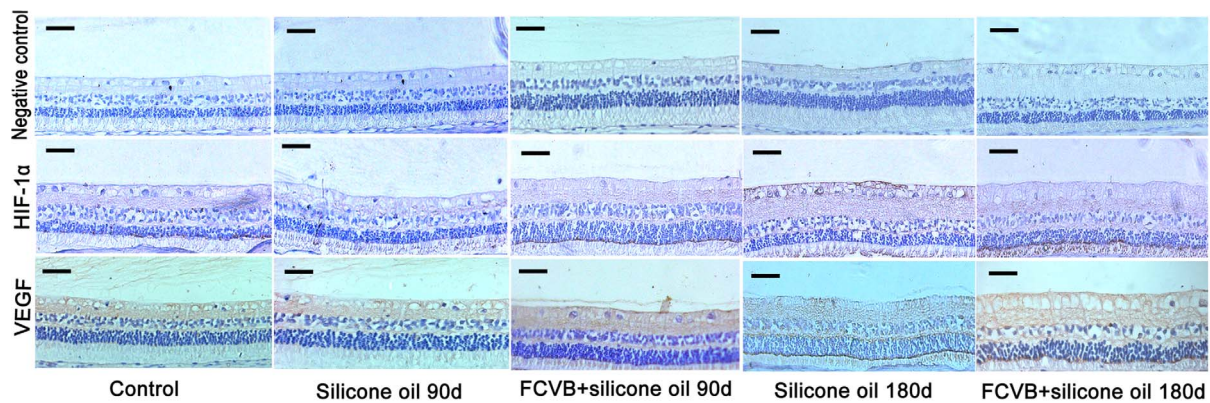 Negative control
HIF-1α
VEGF
Control
Silicone oil 90d
FCVB+silicone oil 90d
Silicone oil 180d
FCVB+silicone oil 180d